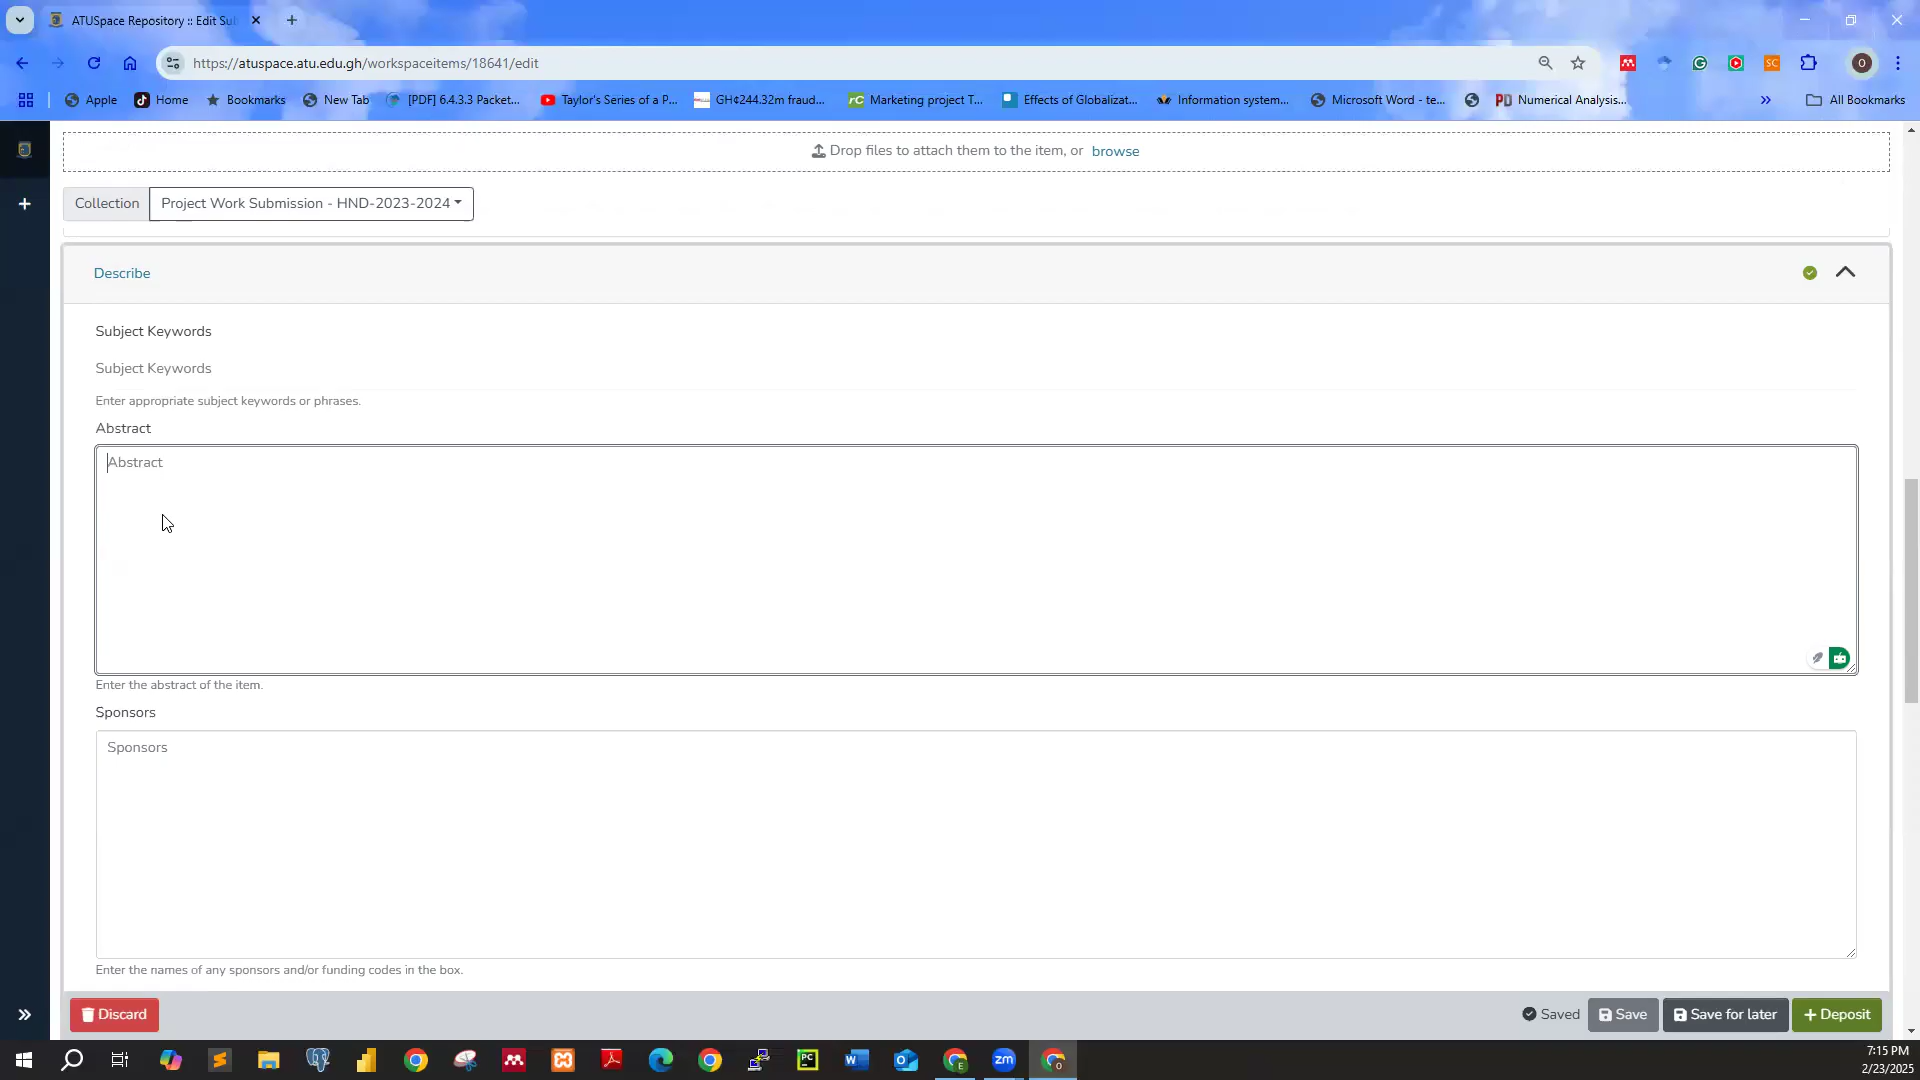 ATUSpace Repository :: Edit Su
https://atuspace.atu.edu.gh/workspaceitems/18641/edit
Apple Home Bookmarks New Tab [PDF] 6.4.3.3 Packet... Taylor's Series of a P... GH¢244.32m fraud... Marketing project T... Effects of Globalizat... Information system... Microsoft Word - te... Numerical Analysis... » All Bookmarks
Drop files to attach them to the item, or browse
Collection Project Work Submission - HND-2023-2024
Describe
Subject Keywords
Subject Keywords
Enter appropriate subject keywords or phrases.
Abstract
Abstract
Enter the abstract of the item.
Sponsors
Sponsors
Enter the names of any sponsors and/or funding codes in the box.
Discard Saved Save Save for later + Deposit
7:15 PM
2/23/2025